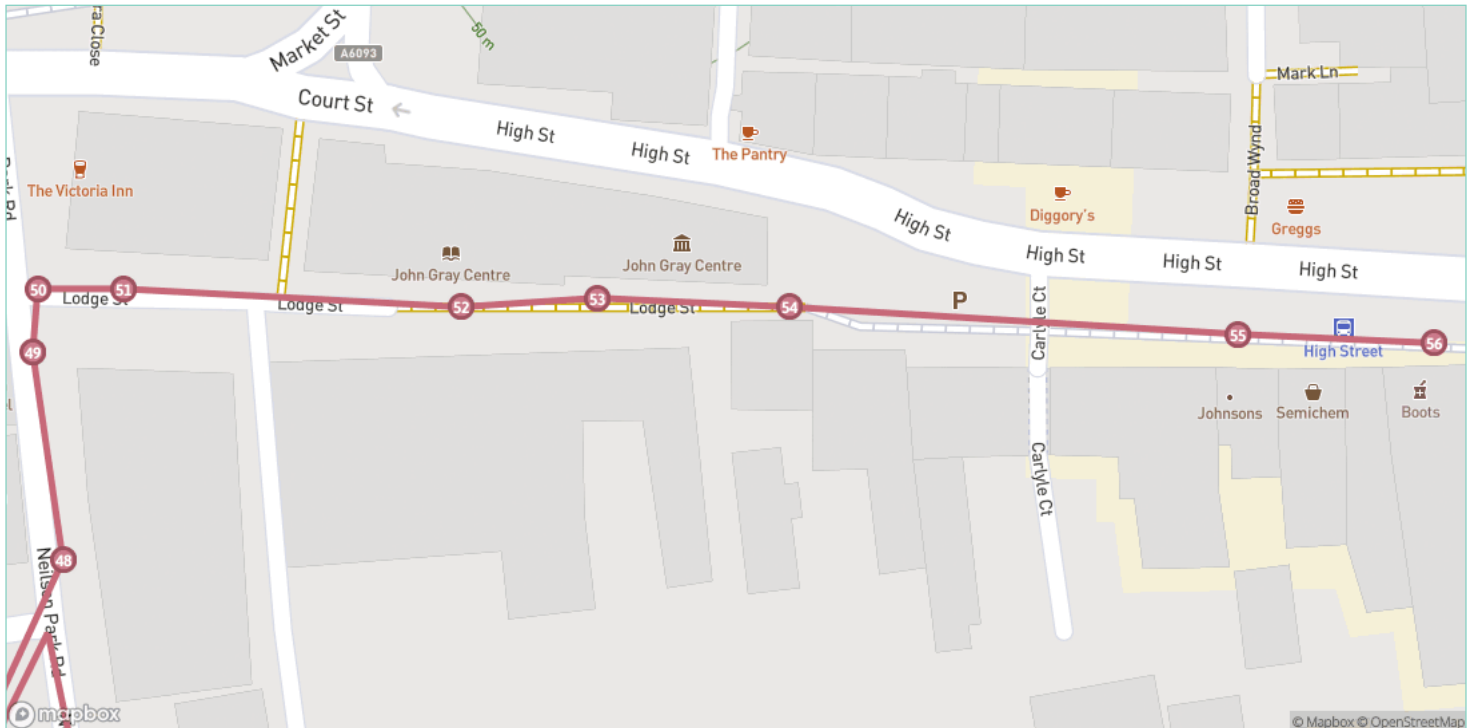 Market St
50 m
A6093
Mark Ln
Court St
High St
High St
The Pantry
The Victoria Inn
Broad Wynd
Diggory's
High St
Greggs
High St
High St
High St
John Gray Centre
John Gray Centre
50
51
Lodge St
Lodge St
52
53
Lodge St
54
P
Carlyle Ct
55
High Street
56
49
Johnsons
Semichem
Boots
Carlyle Ct
48
Neilson Park Rd
mapbox
© Mapbox © OpenStreetMap